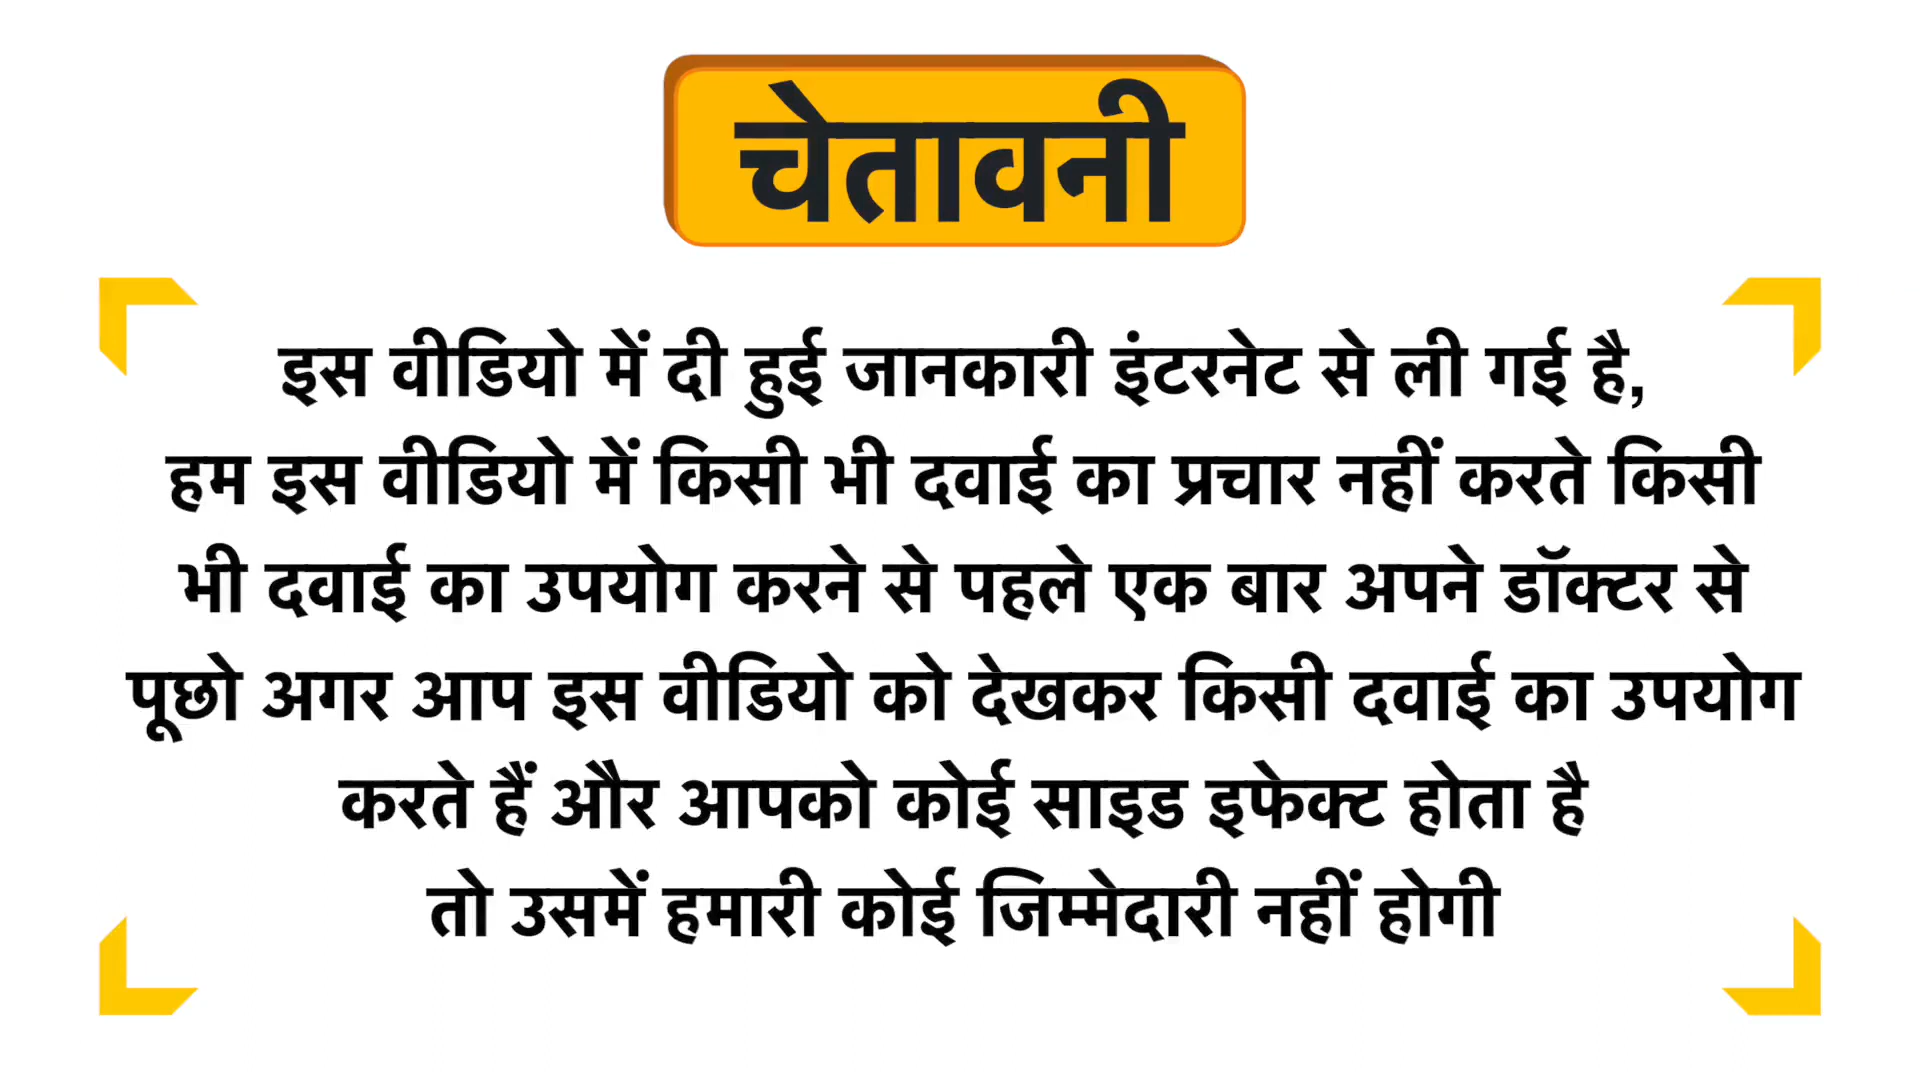 चेतावनी
इस वीडियो में दी हुई जानकारी इंटरनेट से ली गई है,
हम इस वीडियो में किसी भी दवाई का प्रचार नहीं करते किसी
भी दवाई का उपयोग करने से पहले एक बार अपने डॉक्टर से
पूछो अगर आप इस वीडियो को देखकर किसी दवाई का उपयोग
करते हैं और आपको कोई साइड इफेक्ट होता है
तो उसमें हमारी कोई जिम्मेदारी नहीं होगी